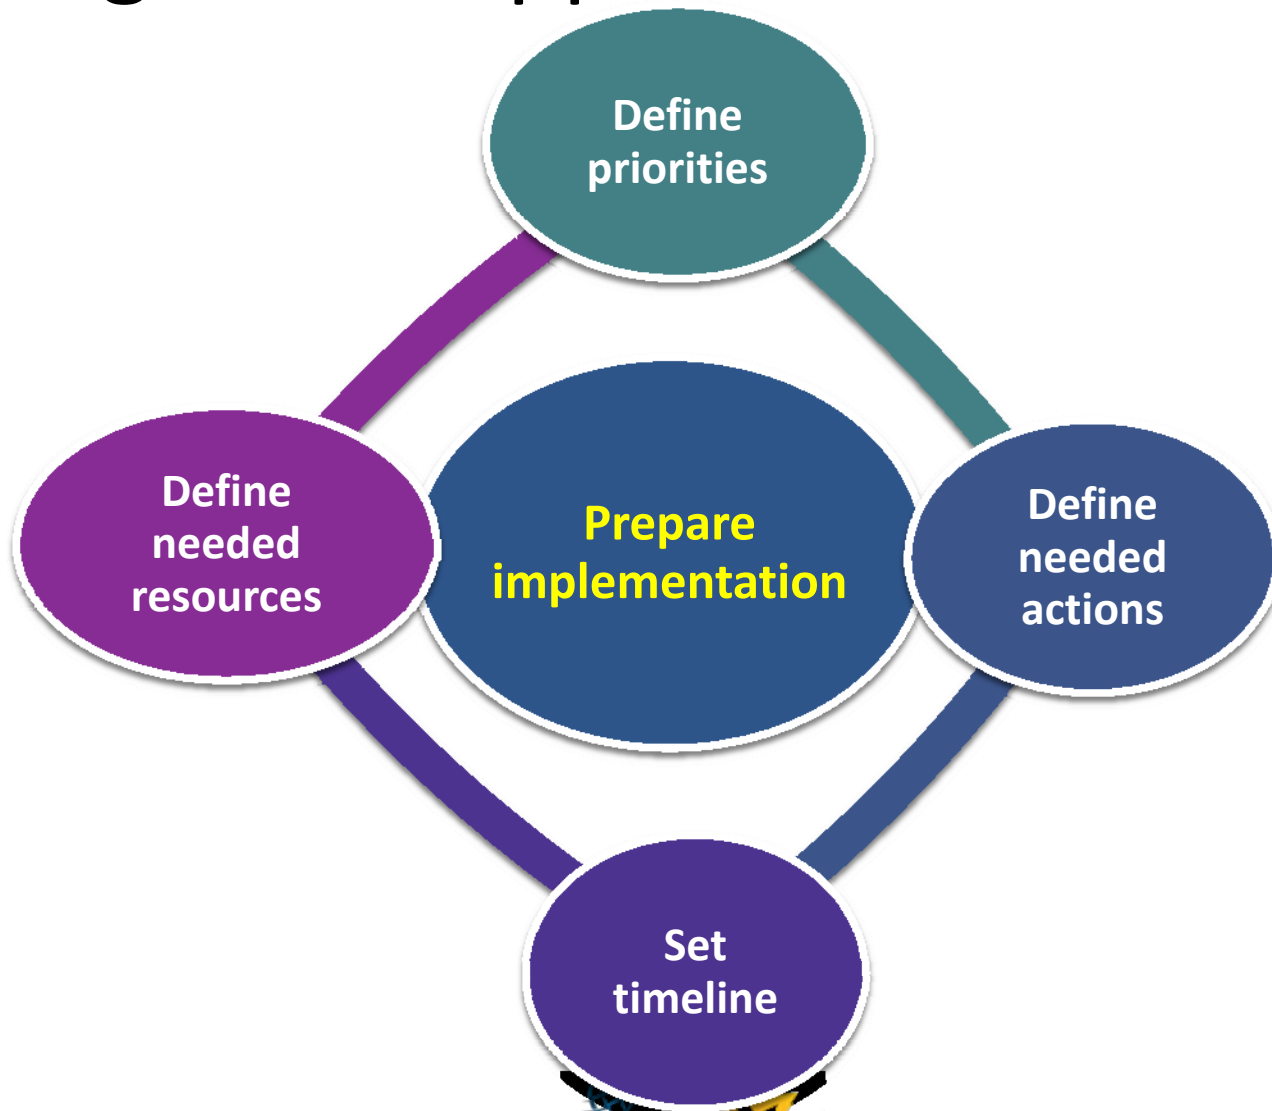 Define
priorities
Define
needed
resources
Prepare
implementation
Define
needed
actions
Set
timeline